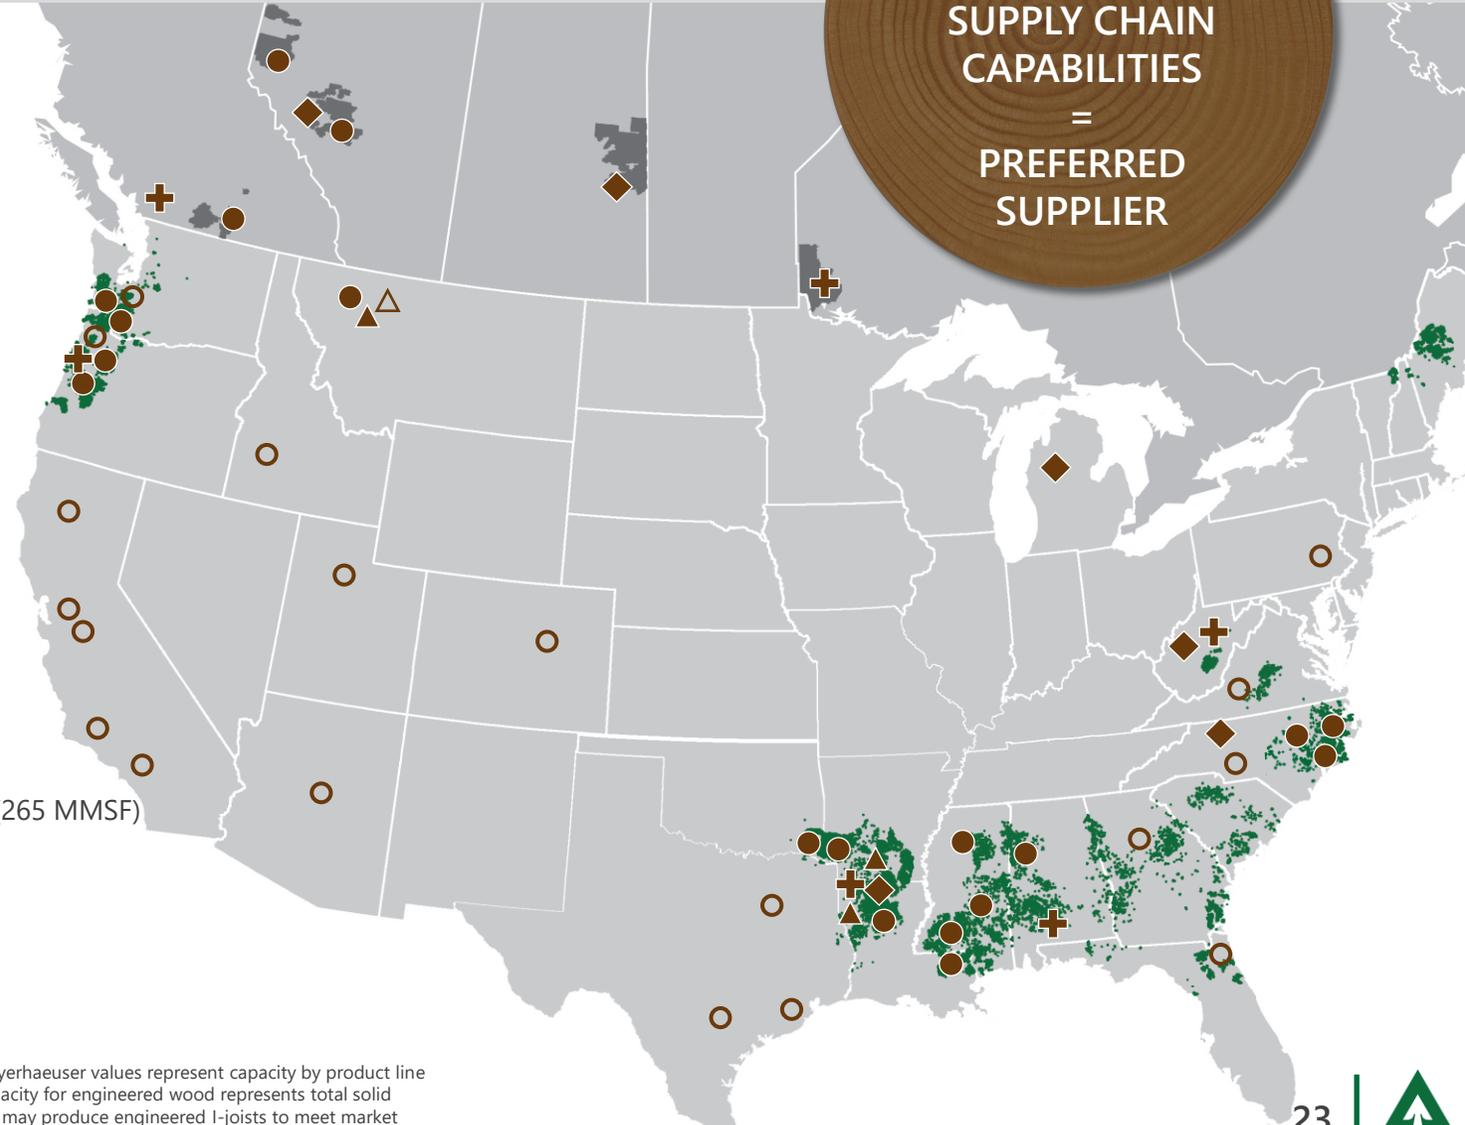 SUPPLY CHAIN
CAPABILITIES
=
PREFERRED
SUPPLIER
265 MMSF)
yerhaeuser values represent capacity by product line
acity for engineered wood represents total solid
may produce engineered I-joists to meet market
23